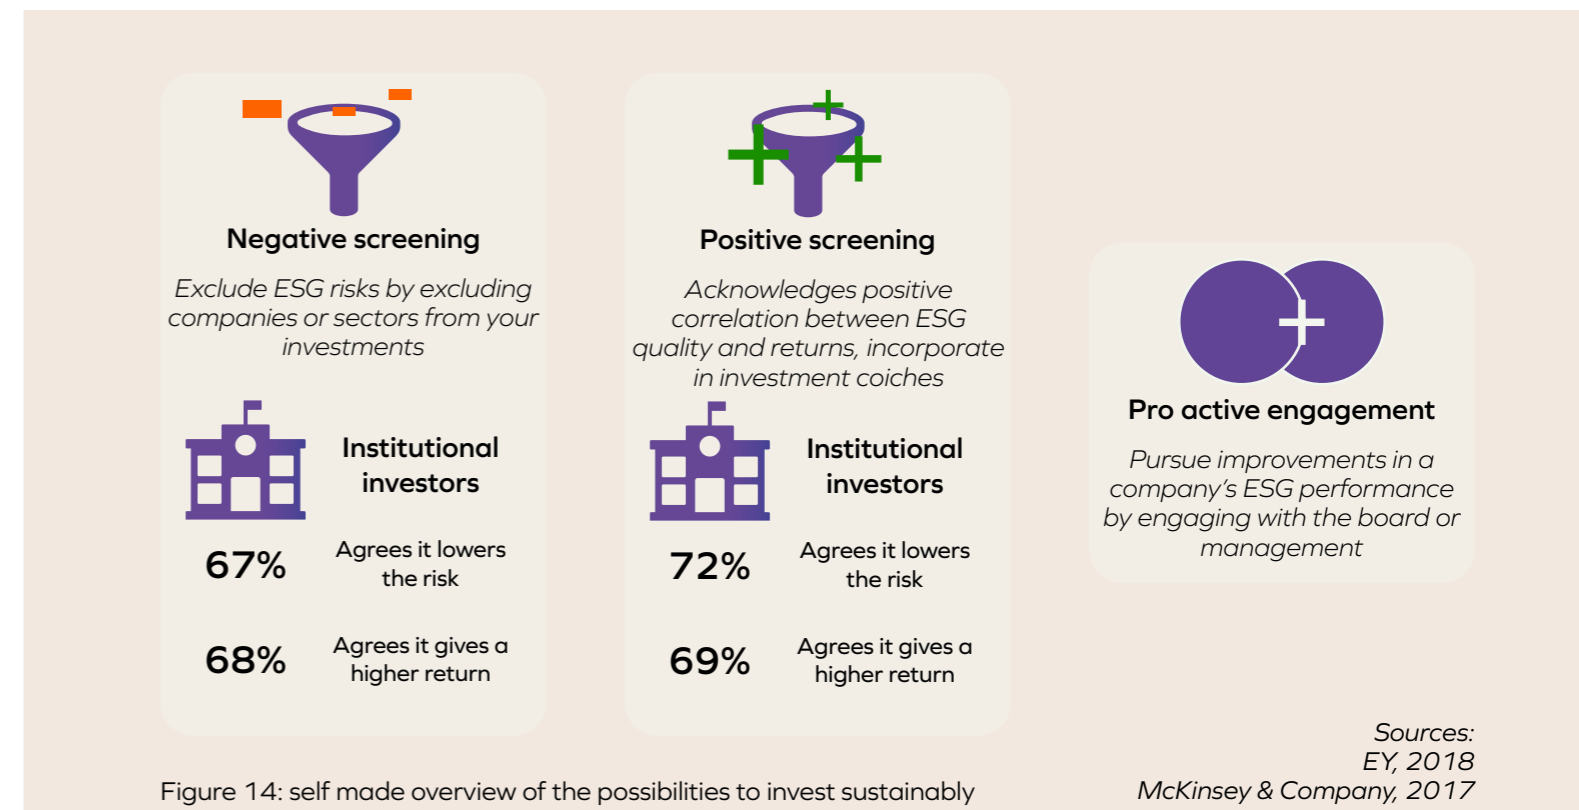 Negative screening
Exclude ESG risks by excluding
companies or sectors from your
investments
Institutional
investors
67%
Agrees it lowers
the risk
68%
Agrees it gives a
higher return
Positive screening
Acknowledges positive
correlation between ESG
quality and returns, incorporate
in investment coiches
Institutional
investors
72%
Agrees it lowers
the risk
69%
Agrees it gives a
higher return
Pro active engagement
Pursue improvements in a
company's ESG performance
by engaging with the board or
management
Sources:
EY, 2018
McKinsey & Company, 2017
Figure 14: self made overview of the possibilities to invest sustainably